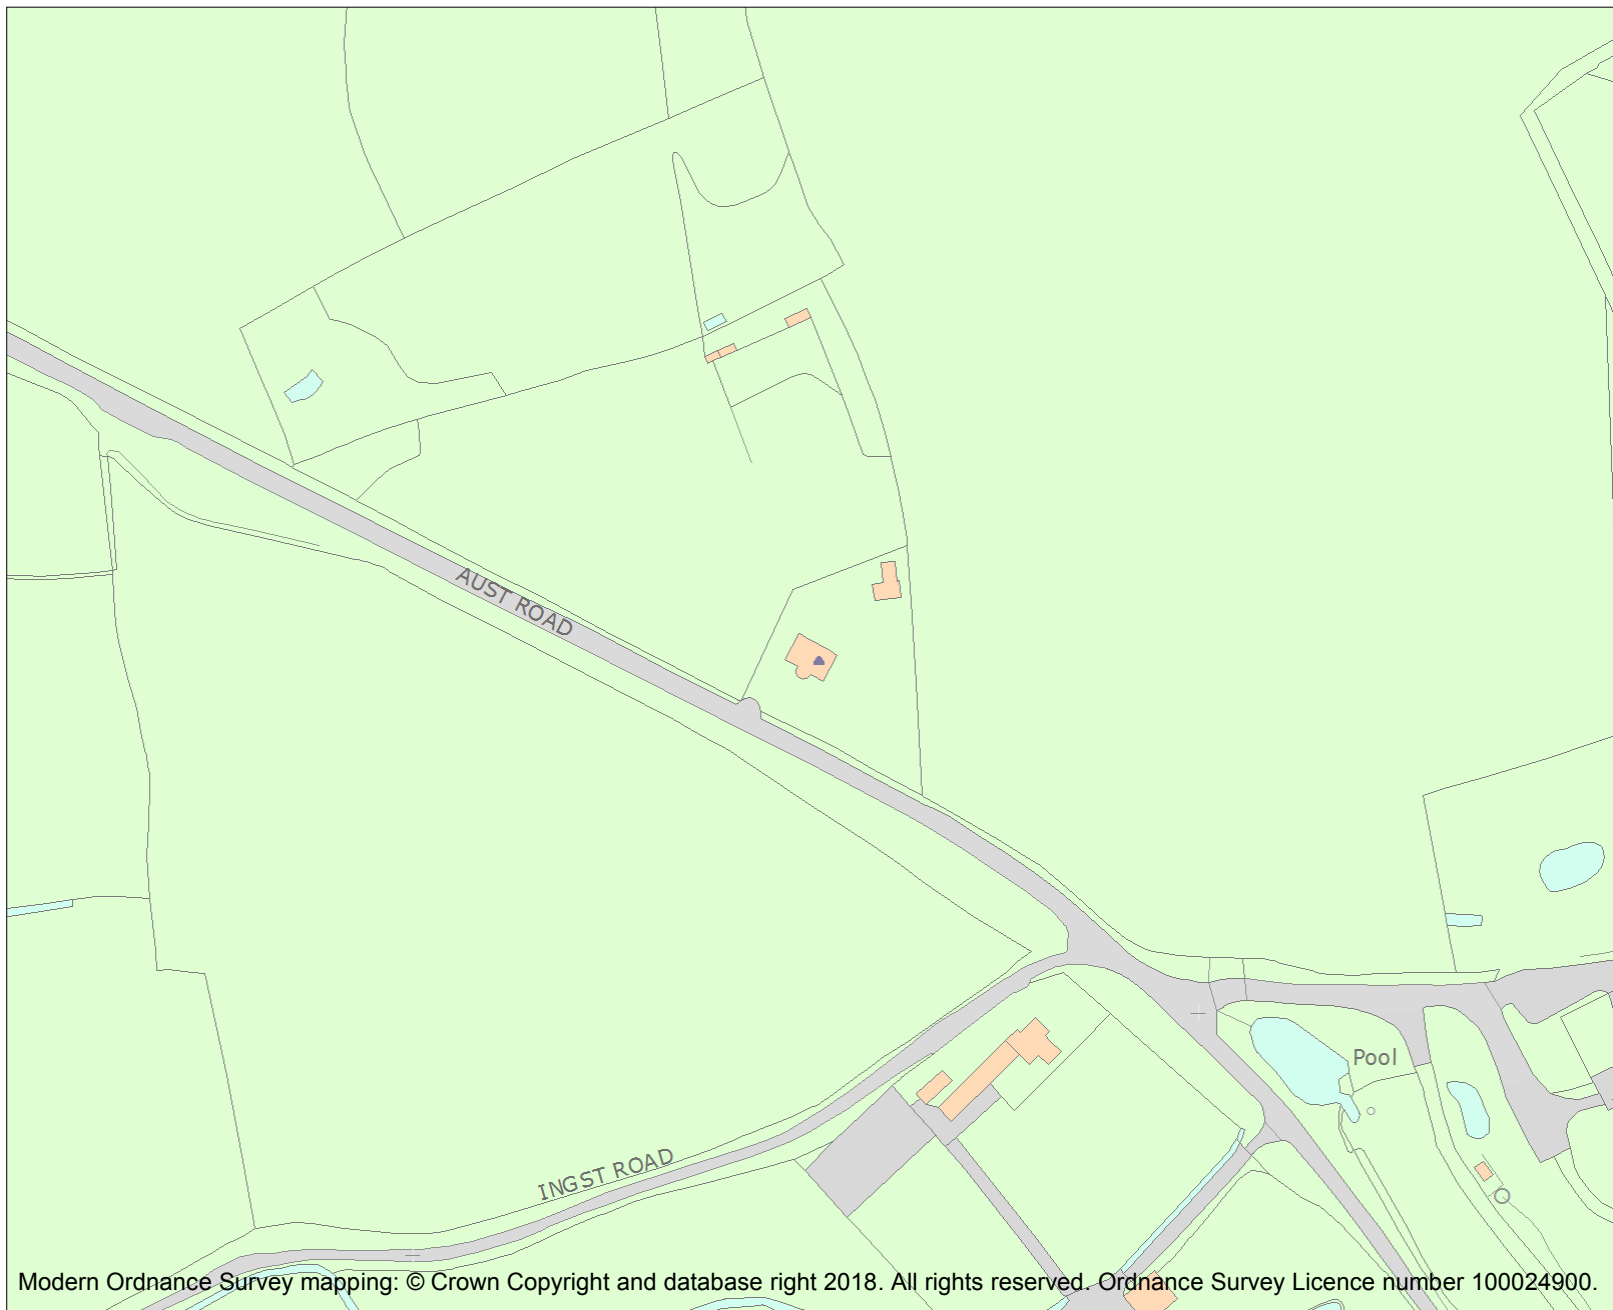 AUST ROAD
Pool
INGST ROAD
Modern Ordnance Survey mapping: © Crown Copyright and database right 2018. All rights reserved. Ordnance Survey Licence number 100024900.